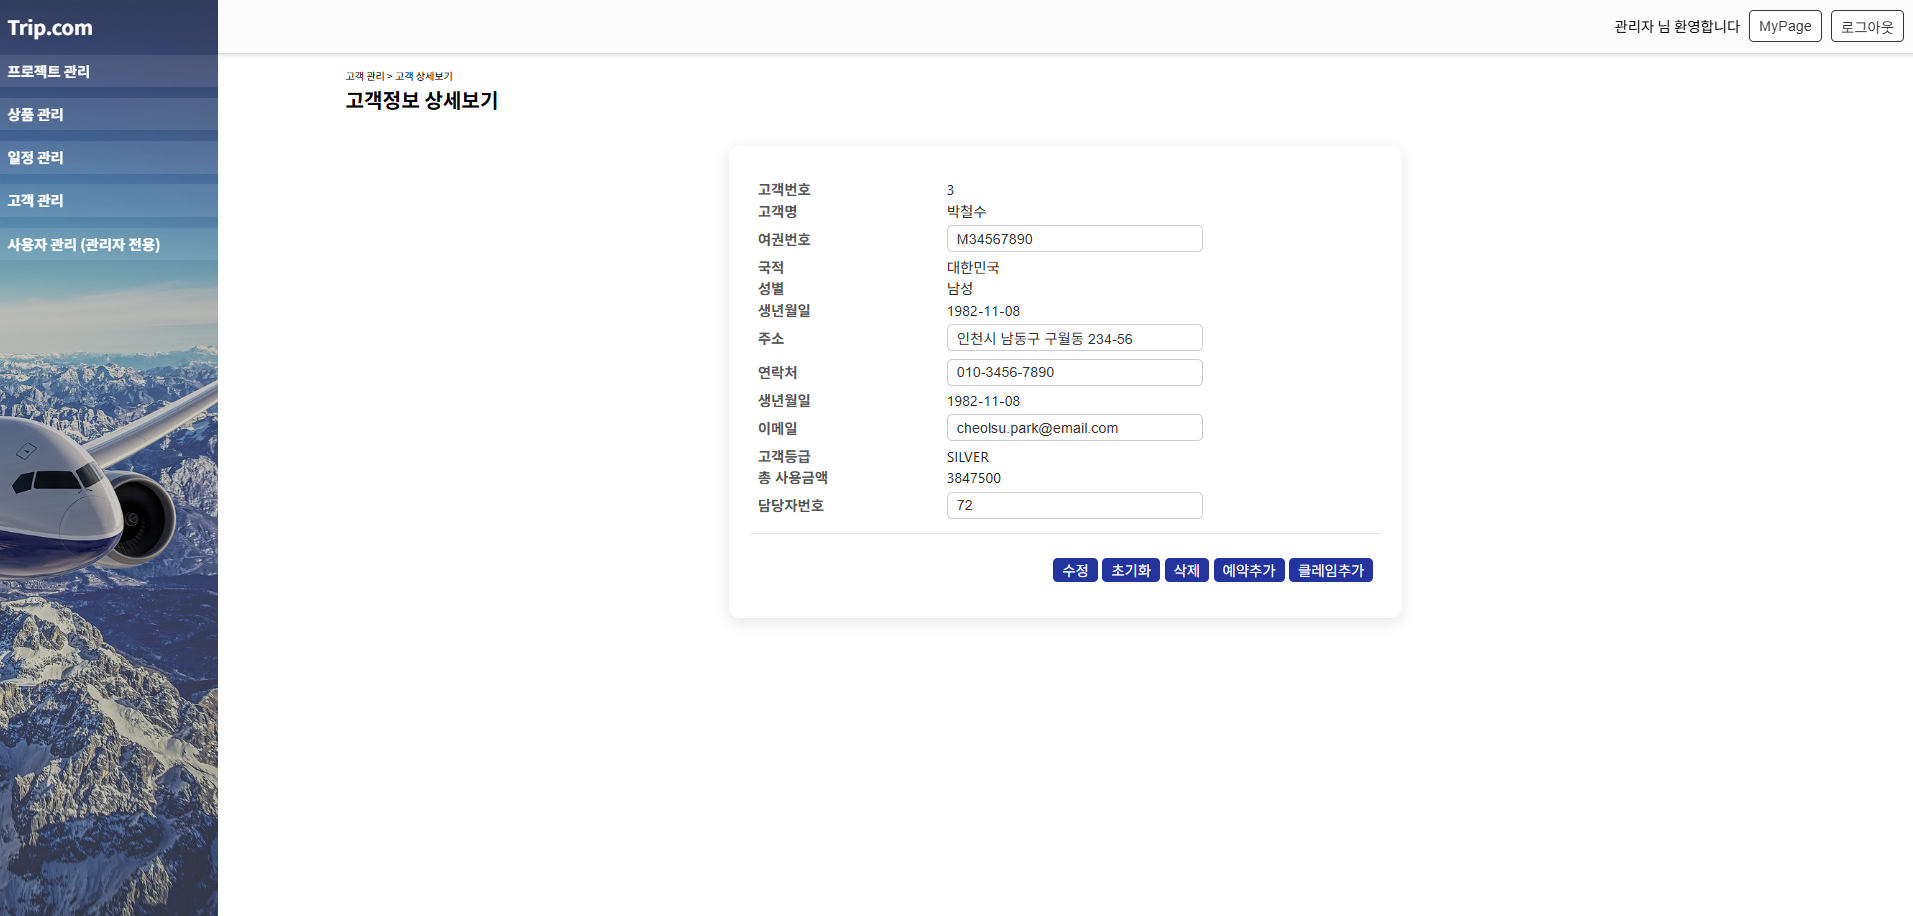 Trip.com
프로젝트 관리
상품 관리
일정 관리
고객 관리
사용자 관리 (관리자 전용)
관리자 님 환영합니다 MyPage 로그아웃
고객 관리 > 고객 상세보기
고객정보 상세보기
고객번호 3
고객명 박철수
여권번호 M34567890
국적 대한민국
성별 남성
생년월일 1982-11-08
주소 인천시 남동구 구월동 234-56
연락처 010-3456-7890
생년월일 1982-11-08
이메일 cheolsu.park@email.com
고객등급 SILVER
총 사용금액 3847500
담당자번호 72
수정 초기화 삭제 예약추가 클레임추가